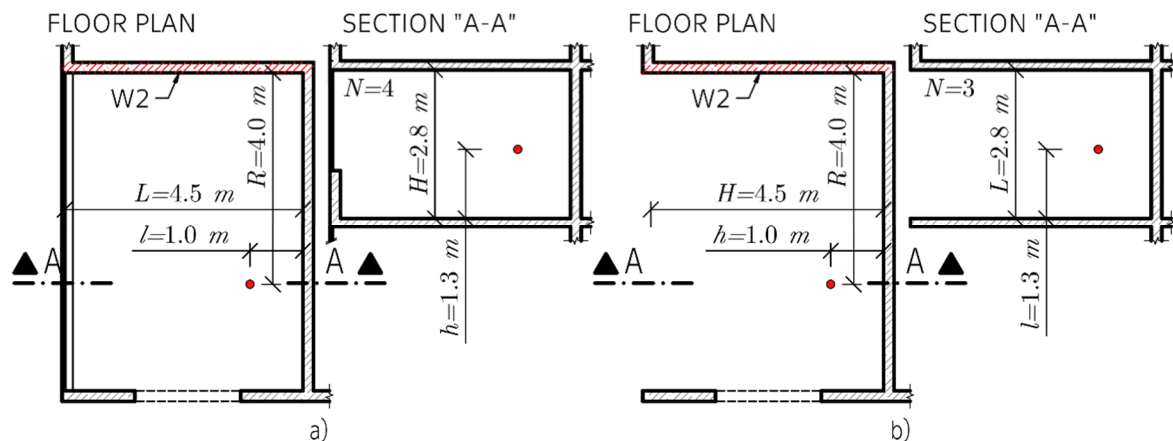 FLOOR PLAN
SECTION "A-A"
W2
R=4.0 m
N=4
H=2.8 m
L=4.5 m
l=1.0 m
A
A
h=1.3 m
a)
FLOOR PLAN
SECTION "A-A"
W2
R=4.0 m
N=3
L=2.8 m
H=4.5 m
h=1.0 m
A
A
l=1.3 m
b)